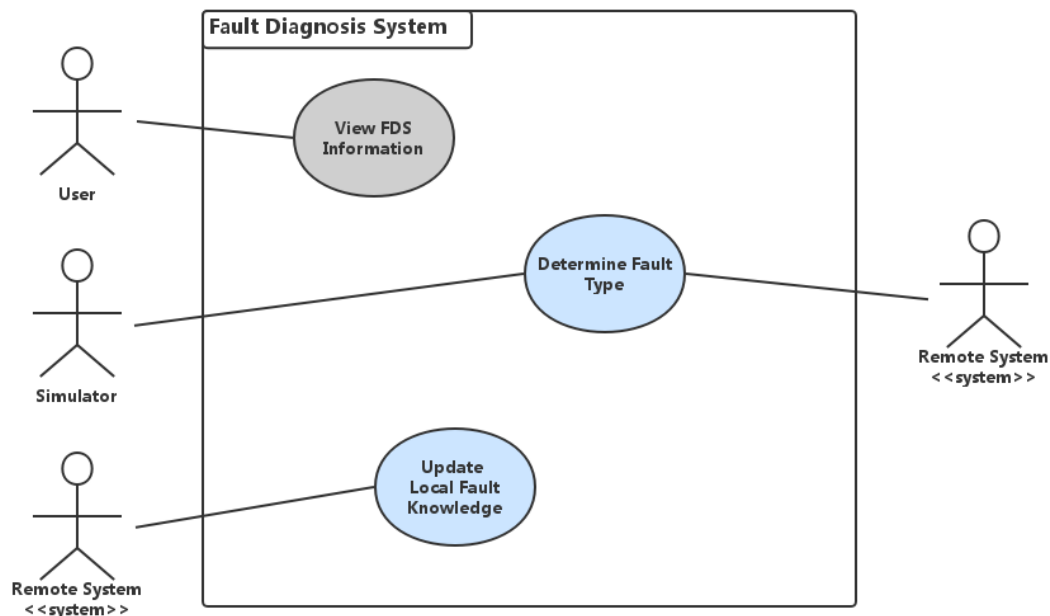 Fault Diagnosis System
View FDS
Information
User
Determine Fault
Type
Simulator
Remote System
<<system>>
Update
Local Fault
Knowledge
Remote System
<<system>>